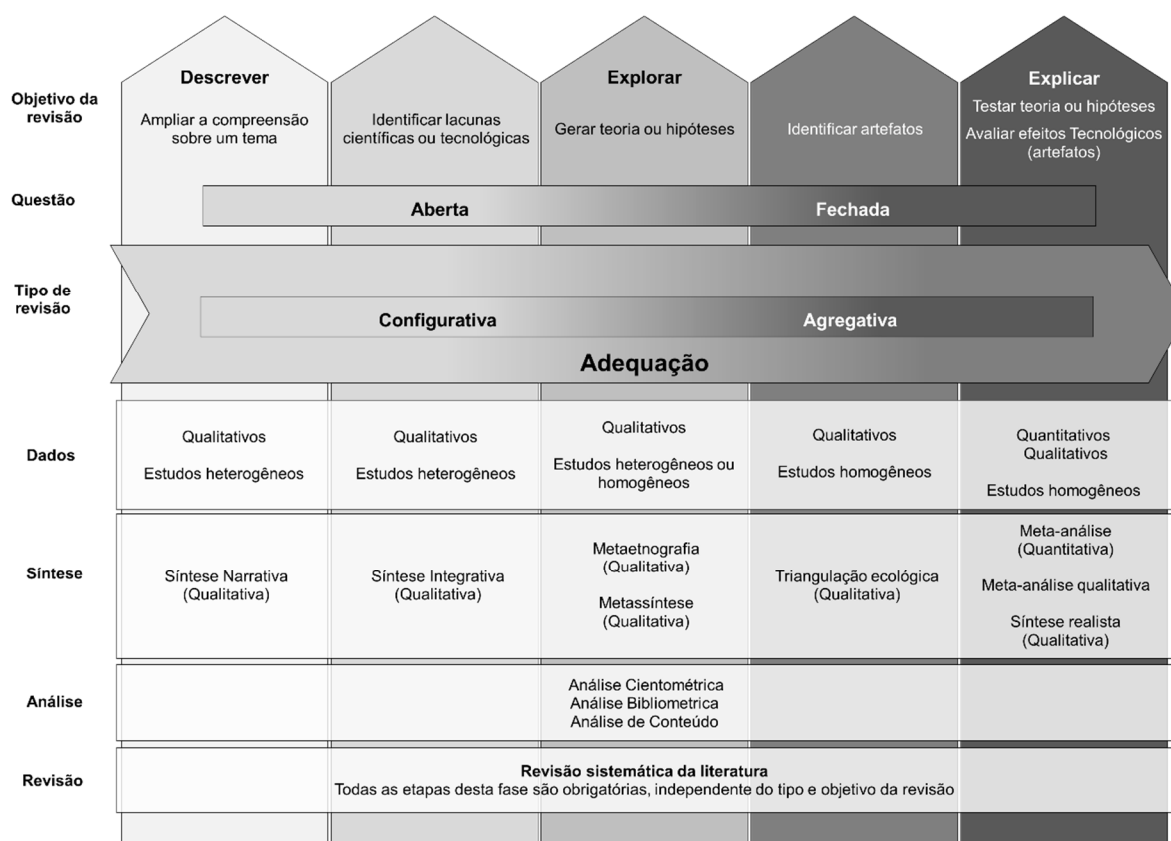 Objetivo da
revisão
Descrever
Ampliar a compreensão
sobre um tema
Identificar lacunas
científicas ou tecnológicas
Explorar
Gerar teoria ou hipóteses
Identificar artefatos
Explicar
Testar teoria ou hipóteses
Avaliar efeitos Tecnológicos
(artefatos)
Questão
Aberta
Fechada
Tipo de
revisão
Configurativa
Agregativa
Adequação
Dados
Qualitativos
Estudos heterogêneos
Qualitativos
Estudos heterogêneos
Qualitativos
Estudos heterogêneos ou
homogêneos
Qualitativos
Estudos homogêneos
Quantitativos
Qualitativos
Estudos homogêneos
Síntese
Síntese Narrativa
(Qualitativa)
Síntese Integrativa
(Qualitativa)
Metaetnografia
(Qualitativa)
Metassíntese
(Qualitativa)
Triangulação ecológica
(Qualitativa)
Meta-análise
(Quantitativa)
Meta-análise qualitativa
Síntese realista
(Qualitativa)
Análise
Análise Cientométrica
Análise Bibliometrica
Análise de Conteúdo
Revisão
Revisão sistemática da literatura
Todas as etapas desta fase são obrigatórias, independente do tipo e objetivo da revisão